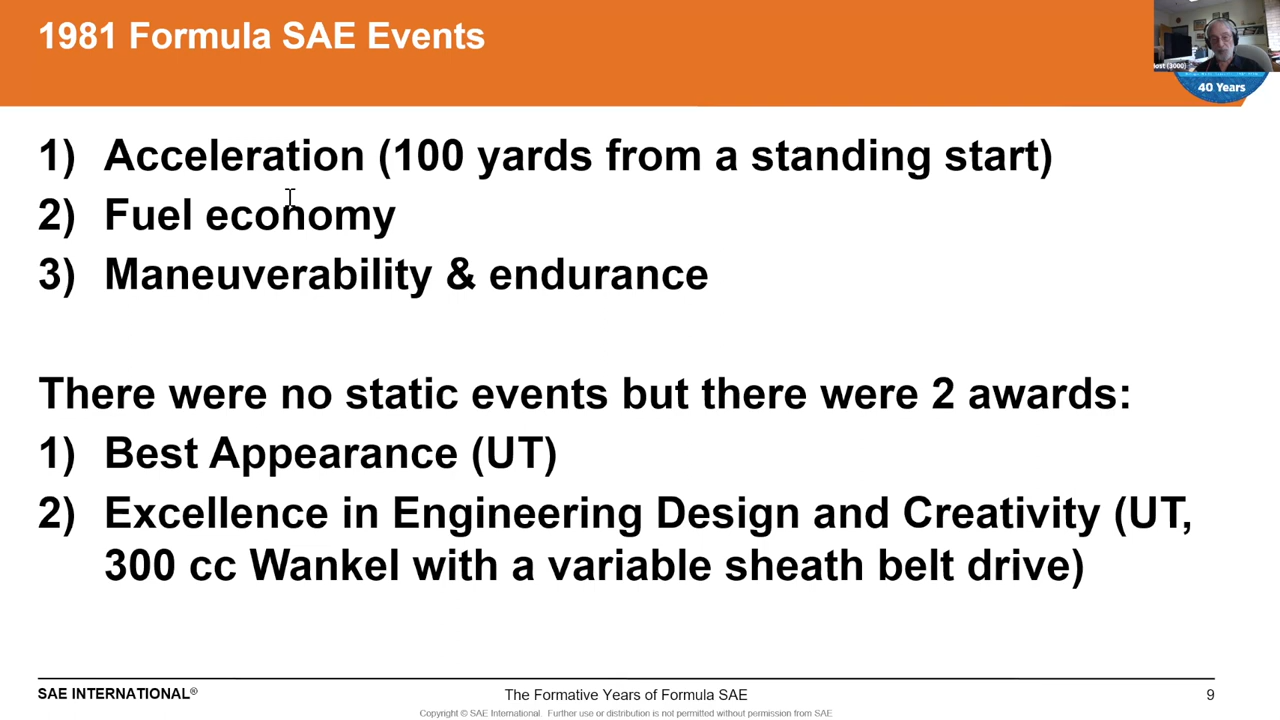 1981 Formula SAE Events
40 Years
1) Acceleration (100 yards from a standing start)
2) Fuel economy
3) Maneuverability & endurance
There were no static events but there were 2 awards:
1) Best Appearance (UT)
2) Excellence in Engineering Design and Creativity (UT,
300 cc Wankel with a variable sheath belt drive)
SAE INTERNATIONAL®
The Formative Years of Formula SAE
9
Copyright © SAE International. Further use or distribution is not permitted without permission from SAE